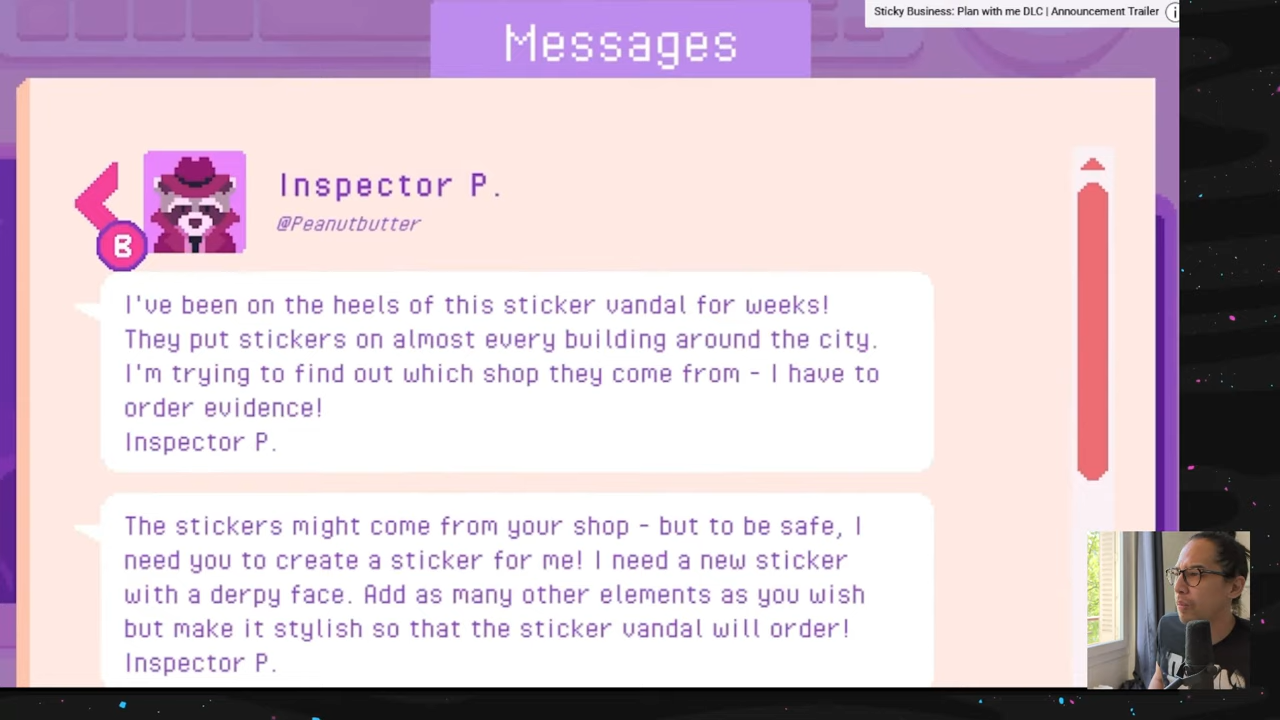 Sticky Business: Plan with me DLC | Announcement Trailer
Messages
Inspector P.
@Peanutbutter
B
I've been on the heels of this sticker vandal for weeks!
They put stickers on almost every building around the city.
I'm trying to find out which shop they come from - I have to
order evidence!
Inspector P.
The stickers might come from your shop - but to be safe, I
need you to create a sticker for me! I need a new sticker
with a derpy face. Add as many other elements as you wish
but make it stylish so that the sticker vandal will order!
Inspector P.